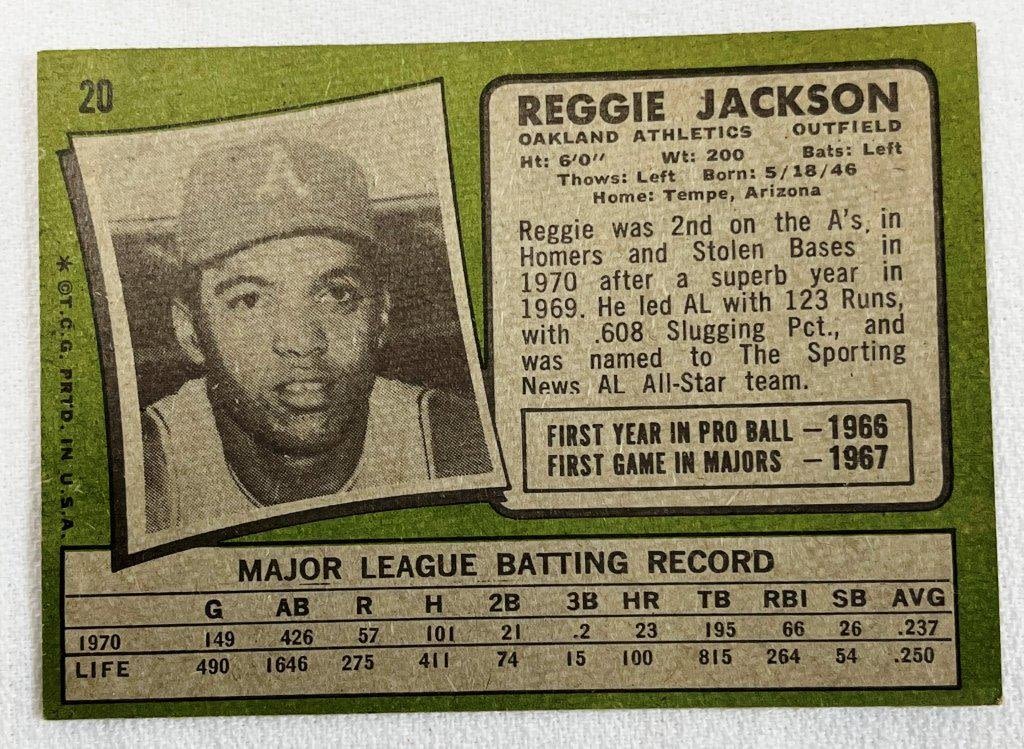 20
REGGIE JACKSON
OAKLAND ATHLETICS OUTFIELD
Ht: 6'0" Wt: 200 Bats: Left
Thows: Left Born: 5/18/46
Home: Tempe, Arizona
Reggie was 2nd on the A's, in
Homers and Stolen Bases in
1970 after a superb year in
1969. He led AL with 123 Runs,
with .608 Slugging Pct., and
was named to The Sporting
News AL All-Star team.
FIRST YEAR IN PRO BALL — 1966
FIRST GAME IN MAJORS — 1967
* ©T.C.G. PRTD. IN U.S.A.
MAJOR LEAGUE BATTING RECORD
G AB R H 2B 3B HR TB RBI SB AVG
1970 149 426 57 101 21 .2 23 195 66 26 .237
LIFE 490 1646 275 411 74 15 100 815 264 54 .250